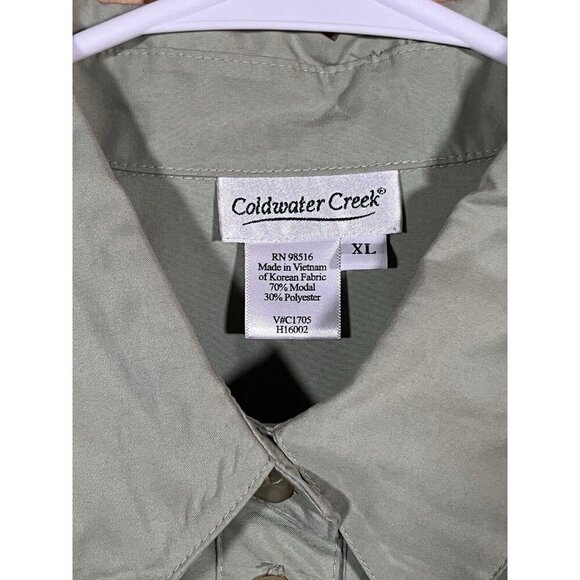 Coldwater Creek®
XL
RN 98516
Made in Vietnam
of Korean Fabric
70% Modal
30% Polyester
V#C1705
H16002